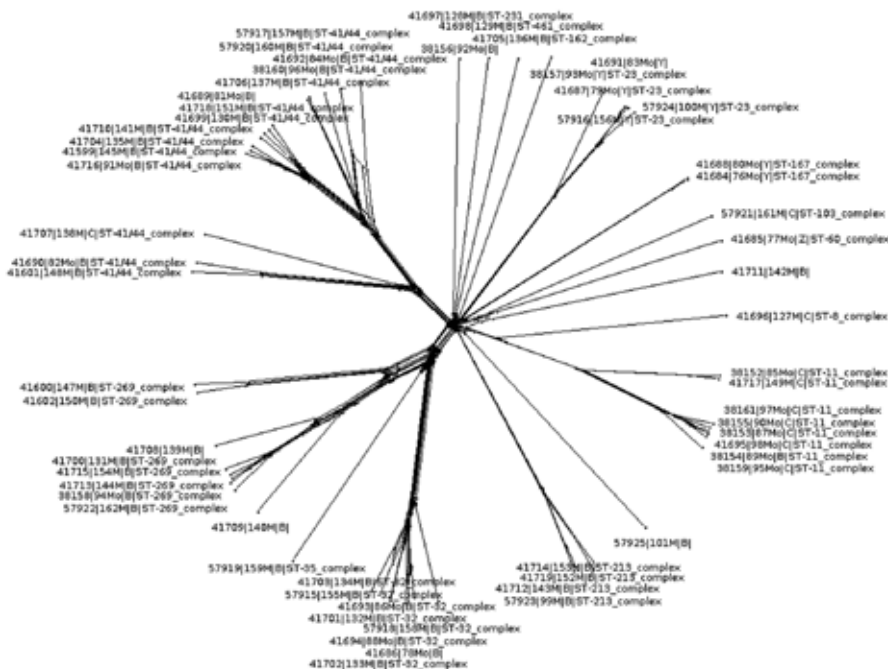 41697|128M|B|ST-231_complex
41698|129M|B|ST-461_complex
41705|136M|B|ST-162_complex
38156|92Mo|B|
57917|157M|B|ST-41/44_complex
57920|160M|B|ST-41/44_complex
41692|84Mo|B|ST-41/44_complex
38160|96Mo|B|ST-41/44_complex
41706|137M|B|ST-41/44_complex
41689|81Mo|B|
41718|151M|B|ST-41/44_complex
41699|130M|B|ST-41/44_complex
41710|141M|B|ST-41/44_complex
41704|135M|B|ST-41/44_complex
41599|145M|B|ST-41/44_complex
41716|91Mo|B|ST-41/44_complex
41707|138M|C|ST-41/44_complex
41690|82Mo|B|ST-41/44_complex
41601|148M|B|ST-41/44_complex
41600|147M|B|ST-269_complex
41602|150M|B|ST-269_complex
41708|139M|B|
41700|131M|B|ST-269_complex
41715|154M|B|ST-269_complex
41713|144M|B|ST-269_complex
38158|94Mo|B|ST-269_complex
57922|162M|B|ST-269_complex
41709|140M|B|
57919|159M|B|ST-35_complex
41703|134M|B|ST-32_complex
57915|155M|B|ST-32_complex
41693|86Mo|B|ST-32_complex
41701|132M|B|ST-32_complex
57918|158M|B|ST-32_complex
41694|88Mo|B|ST-32_complex
41686|78Mo|B|
41702|133M|B|ST-32_complex
41691|83Mo|Y|
38157|93Mo|Y|ST-23_complex
41687|79Mo|Y|ST-23_complex
57924|100M|Y|ST-23_complex
57916|156M|Y|ST-23_complex
41688|80Mo|Y|ST-167_complex
41684|76Mo|Y|ST-167_complex
57921|161M|C|ST-103_complex
41685|77Mo|Z|ST-60_complex
41711|142M|B|
41696|127M|C|ST-8_complex
38152|85Mo|C|ST-11_complex
41717|149M|C|ST-11_complex
38161|97Mo|C|ST-11_complex
38155|90Mo|C|ST-11_complex
38153|87Mo|C|ST-11_complex
41695|98Mo|C|ST-11_complex
38154|89Mo|B|ST-11_complex
38159|95Mo|C|ST-11_complex
57925|101M|B|
41714|153M|B|ST-213_complex
41719|152M|B|ST-213_complex
41712|143M|B|ST-213_complex
57923|99M|B|ST-213_complex